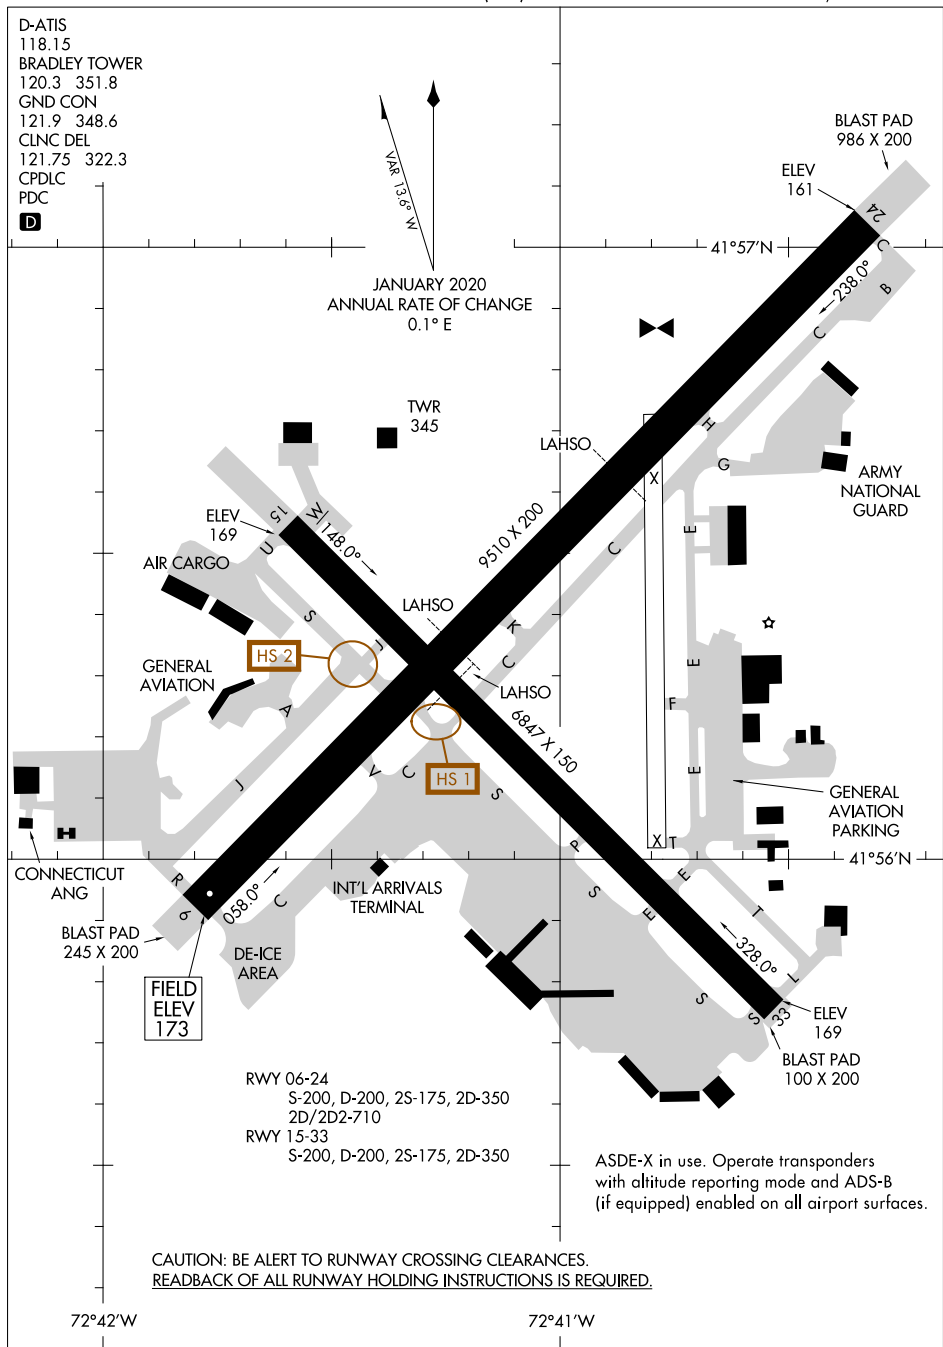 D-ATIS
118.15
BRADLEY TOWER
120.3 351.8
GND CON
121.9 348.6
CLNC DEL
121.75 322.3
CPDLC
PDC
D
VAR 13.6° W
JANUARY 2020
ANNUAL RATE OF CHANGE
0.1° E
BLAST PAD
986 X 200
ELEV
161
24
41°57'N
C
238.0°
B
C
TWR
345
LAHSO
H
G
X
ARMY
NATIONAL
GUARD
9510 X 200
15
W
ELEV
169
148.0°
U
AIR CARGO
S
J
LAHSO
C
E
K
C
HS 2
GENERAL
AVIATION
A
LAHSO
E
F
6847 X 150
J
V
C
HS 1
S
E
GENERAL
AVIATION
PARKING
X
T
P
41°56'N
CONNECTICUT
ANG
R
6
058.0°
C
INT'L ARRIVALS
TERMINAL
S
E
E
T
BLAST PAD
245 X 200
DE-ICE
AREA
328.0°
L
FIELD
ELEV
173
S
S
33
ELEV
169
BLAST PAD
100 X 200
RWY 06-24
S-200, D-200, 2S-175, 2D-350
2D/2D2-710
RWY 15-33
S-200, D-200, 2S-175, 2D-350
ASDE-X in use. Operate transponders
with altitude reporting mode and ADS-B
(if equipped) enabled on all airport surfaces.
CAUTION: BE ALERT TO RUNWAY CROSSING CLEARANCES.
READBACK OF ALL RUNWAY HOLDING INSTRUCTIONS IS REQUIRED.
72°42'W
72°41'W